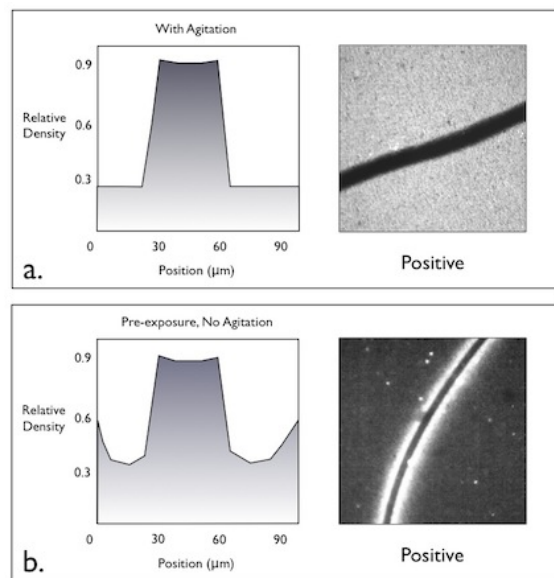 With Agitation
0.9
Relative
Density
0.6
0.3
0 30 60 90
Position (μm)
a.
Positive
Pre-exposure, No Agitation
0.9
Relative
Density
0.6
0.3
0 30 60 90
Position (μm)
b.
Positive